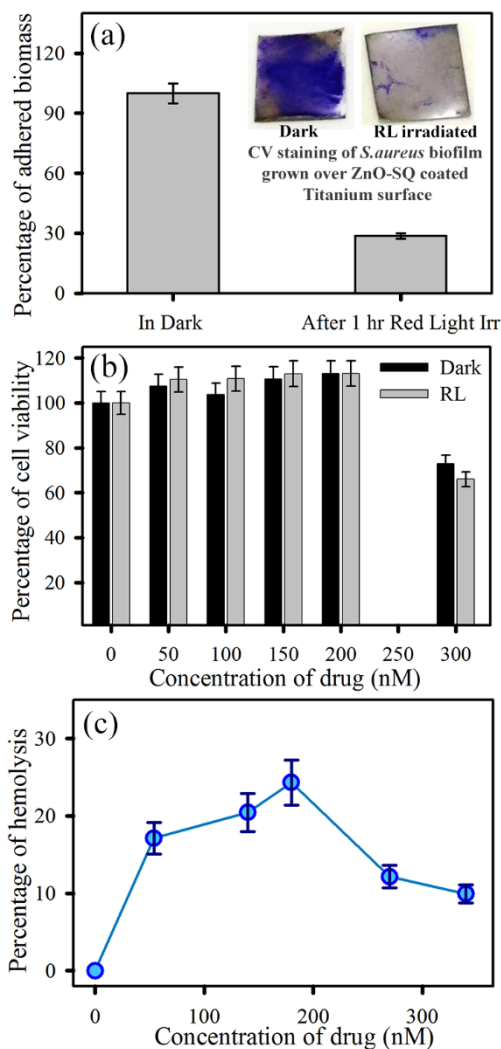 (a)
Percentage of adhered biomass
120
90
60
30
0
Dark
RL irradiated
CV staining of S.aureus biofilm
grown over ZnO-SQ coated
Titanium surface
In Dark
After 1 hr Red Light Irr
(b)
Percentage of cell viability
120
100
80
60
40
20
Dark
RL
0
50
100
150
200
250
300
Concentration of drug (nM)
(c)
Percentage of hemolysis
30
20
10
0
0
100
200
300
Concentration of drug (nM)